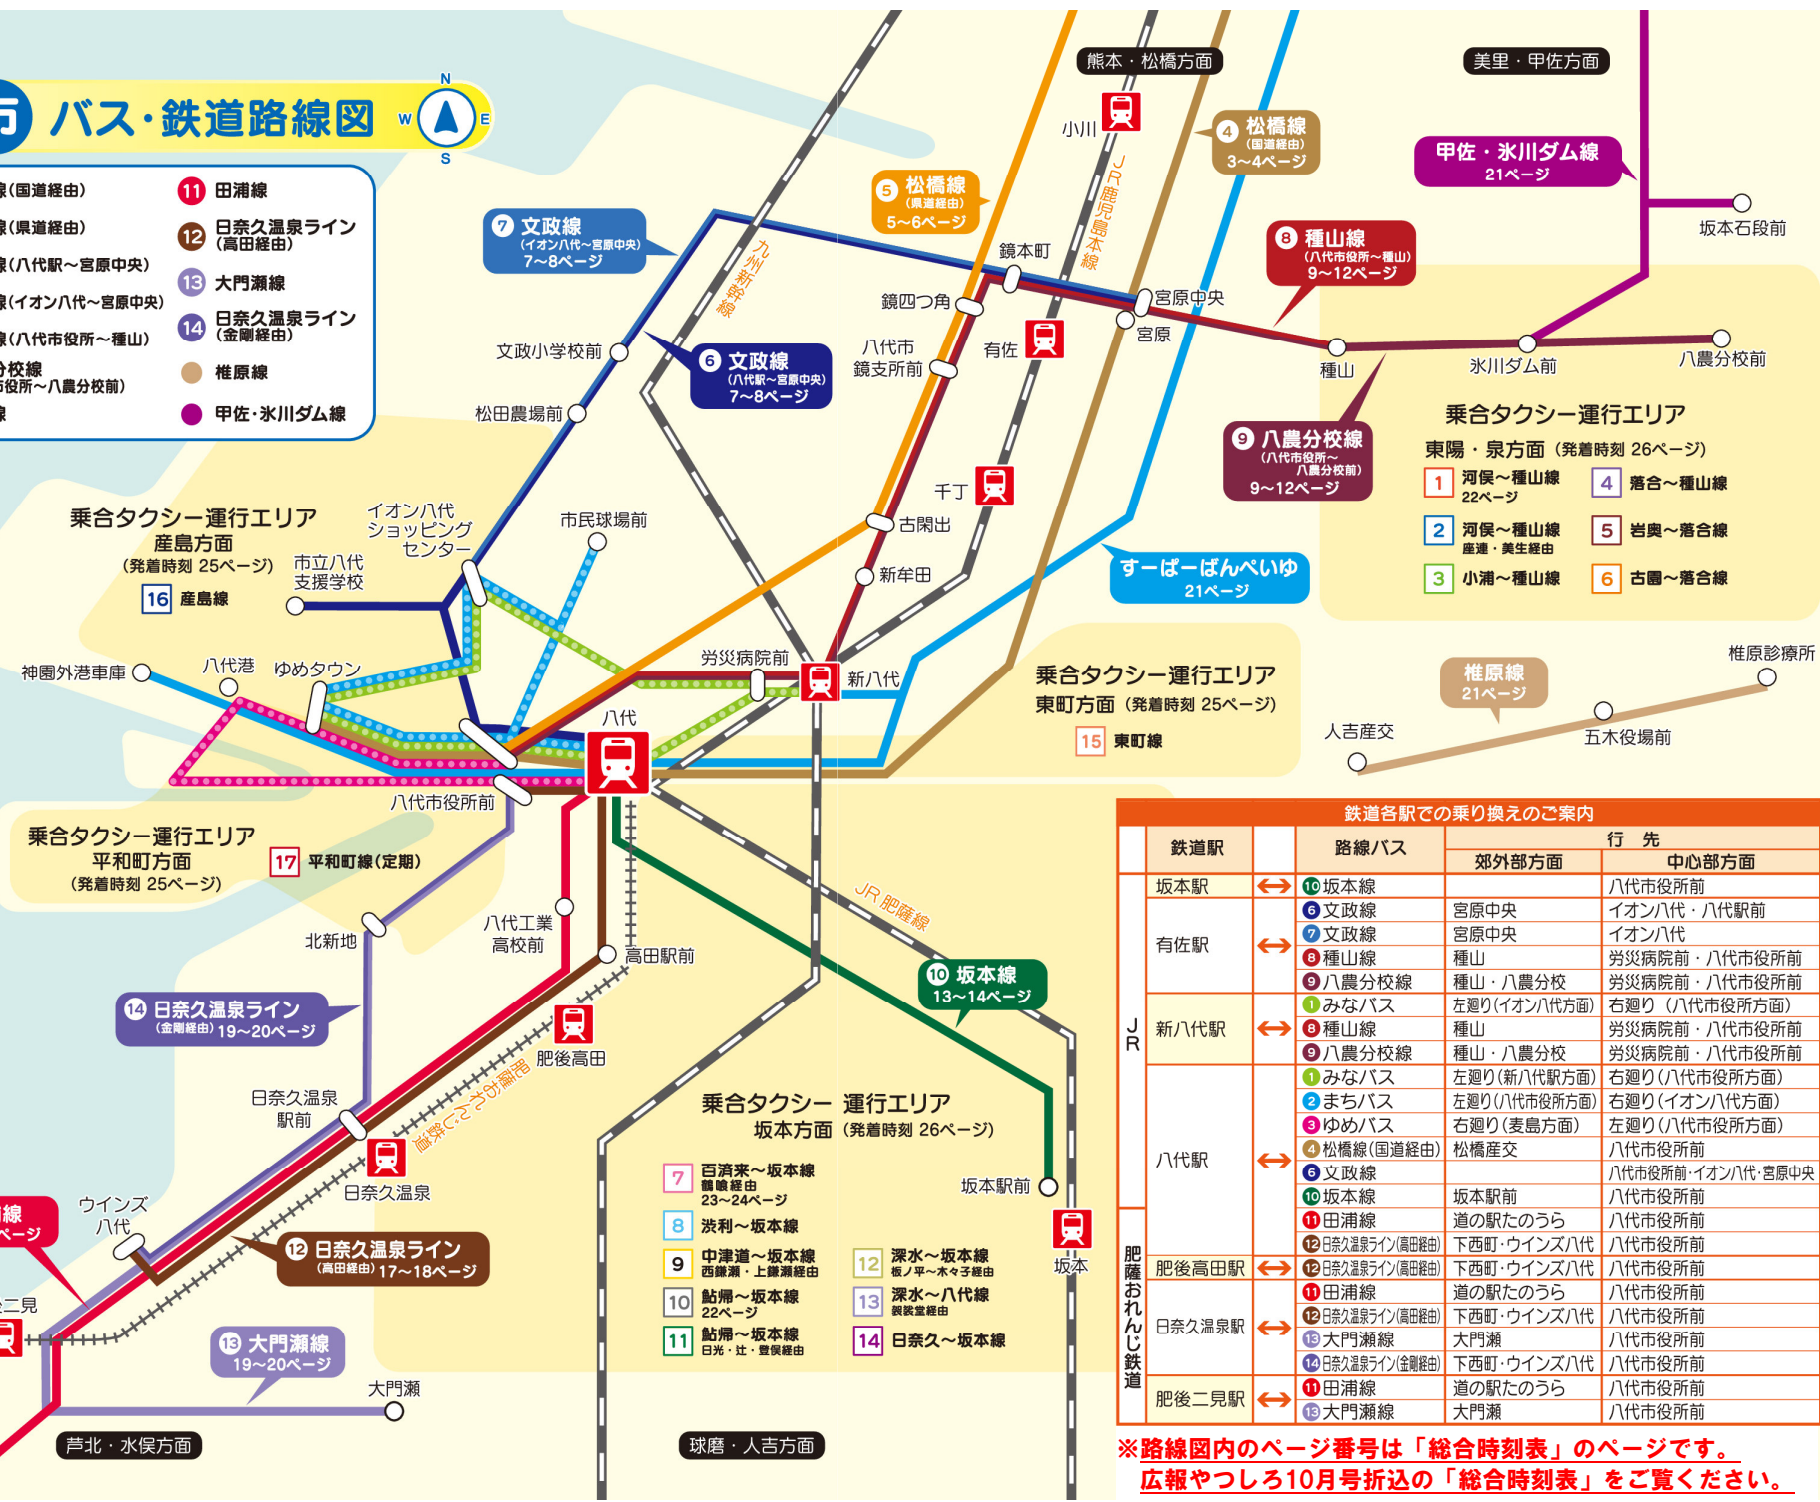 市 バス・鉄道路線図
N
W
E
S
線(国道経由)
線(県道経由)
線(八代駅～宮原中央)
線(イオン八代～宮原中央)
線(八代市役所～種山)
分校線
市役所～八農分校前)
線
11 田浦線
12 日奈久温泉ライン
(高田経由)
13 大門瀬線
14 日奈久温泉ライン
(金剛経由)
椎原線
甲佐・氷川ダム線
熊本・松橋方面
美里・甲佐方面
小川
JR鹿児島本線
九州新幹線
4 松橋線
(国道経由)
3～4ページ
甲佐・氷川ダム線
21ページ
5 松橋線
(県道経由)
5～6ページ
7 文政線
(イオン八代～宮原中央)
7～8ページ
8 種山線
(八代市役所～種山)
9～12ページ
坂本石段前
鏡本町
鏡四つ角
宮原中央
宮原
有佐
文政小学校前
6 文政線
(八代駅～宮原中央)
7～8ページ
八代市
鏡支所前
種山
氷川ダム前
八農分校前
松田農場前
9 八農分校線
(八代市役所～
八農分校前)
9～12ページ
乗合タクシー運行エリア
東陽・泉方面(発着時刻 26ページ)
1 河俣～種山線
22ページ
2 河俣～種山線
座連・美生経由
3 小浦～種山線
4 落合～種山線
5 岩奥～落合線
6 古園～落合線
千丁
古閑出
新牟田
乗合タクシー運行エリア
産島方面
(発着時刻 25ページ)
16 産島線
イオン八代
ショッピング
センター
市民球場前
市立八代
支援学校
すーぱーばんぺいゆ
21ページ
神園外港車庫
八代港
ゆめタウン
労災病院前
新八代
八代
八代市役所前
乗合タクシー運行エリア
東町方面(発着時刻 25ページ)
15 東町線
椎原線
21ページ
椎原診療所
人吉産交
五木役場前
乗合タクシー運行エリア
平和町方面
(発着時刻 25ページ)
17 平和町線(定期)
北新地
八代工業
高校前
高田駅前
JR肥薩線
10 坂本線
13～14ページ
14 日奈久温泉ライン
(金剛経由)19～20ページ
肥後高田
肥薩おれんじ鉄道
日奈久温泉
駅前
日奈久温泉
ウインズ
八代
線
ページ
12 日奈久温泉ライン
(高田経由)17～18ページ
二見
13 大門瀬線
19～20ページ
大門瀬
芦北・水俣方面
球磨・人吉方面
坂本駅前
坂本
乗合タクシー 運行エリア
坂本方面(発着時刻 26ページ)
7 百済来～坂本線
鶴喰経由
23～24ページ
8 渋利～坂本線
9 中津道～坂本線
西鎌瀬・上鎌瀬経由
10 鮎帰～坂本線
22ページ
11 鮎帰～坂本線
日光・辻・登俣経由
12 深水～坂本線
板ノ平～木々子経由
13 深水～八代線
袈裟堂経由
14 日奈久～坂本線
鉄道各駅での乗り換えのご案内
鉄道駅 路線バス 行 先
郊外部方面 中心部方面
JR
坂本駅 ↔ 10坂本線 八代市役所前
有佐駅 ↔ 6文政線 宮原中央 イオン八代・八代駅前
7文政線 宮原中央 イオン八代
8種山線 種山 労災病院前・八代市役所前
9八農分校線 種山・八農分校 労災病院前・八代市役所前
新八代駅 ↔ 1みなバス 左廻り(イオン八代方面) 右廻り(八代市役所方面)
8種山線 種山 労災病院前・八代市役所前
9八農分校線 種山・八農分校 労災病院前・八代市役所前
八代駅 ↔ 1みなバス 左廻り(新八代駅方面) 右廻り(八代市役所方面)
2まちバス 左廻り(八代市役所方面) 右廻り(イオン八代方面)
3ゆめバス 右廻り(麦島方面) 左廻り(八代市役所方面)
4松橋線(国道経由) 松橋産交 八代市役所前
6文政線 八代市役所前・イオン八代・宮原中央
10坂本線 坂本駅前 八代市役所前
肥薩おれんじ鉄道
11田浦線 道の駅たのうら 八代市役所前
12日奈久温泉ライン(高田経由) 下西町・ウインズ八代 八代市役所前
肥後高田駅 ↔ 12日奈久温泉ライン(高田経由) 下西町・ウインズ八代 八代市役所前
日奈久温泉駅 ↔ 11田浦線 道の駅たのうら 八代市役所前
12日奈久温泉ライン(高田経由) 下西町・ウインズ八代 八代市役所前
13大門瀬線 大門瀬 八代市役所前
14日奈久温泉ライン(金剛経由) 下西町・ウインズ八代 八代市役所前
肥後二見駅 ↔ 11田浦線 道の駅たのうら 八代市役所前
13大門瀬線 大門瀬 八代市役所前
※路線図内のページ番号は「総合時刻表」のページです。
広報やつしろ10月号折込の「総合時刻表」をご覧ください。